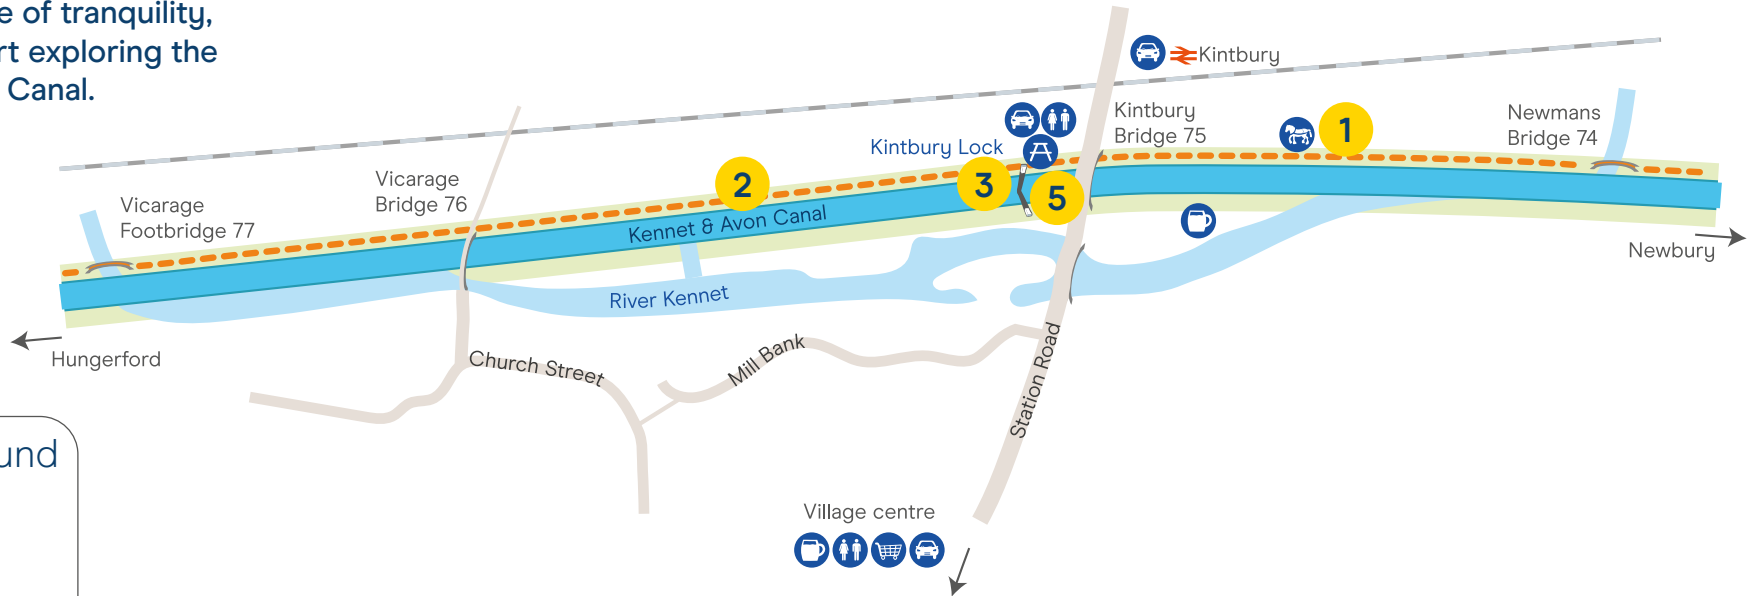 e of tranquility,
rt exploring the
Canal.
Kintbury
Kintbury
Bridge 75
1
Newmans
Bridge 74
Kintbury Lock
2
3
5
Vicarage
Bridge 76
Vicarage
Footbridge 77
Kennet & Avon Canal
Newbury
River Kennet
Hungerford
Church Street
Mill Bank
Station Road
und
Village centre